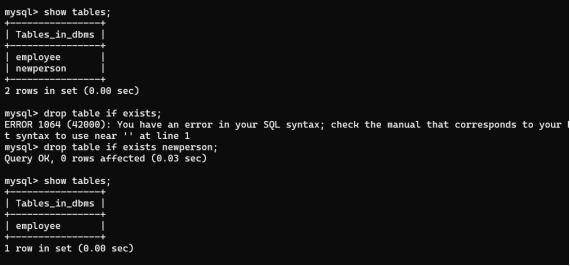 mysql> show tables;
+----------------+
| Tables_in_dbms |
+----------------+
| employee       |
| newperson      |
+----------------+
2 rows in set (0.00 sec)
mysql> drop table if exists;
ERROR 1064 (42000): You have an error in your SQL syntax; check the manual that corresponds to your
t syntax to use near '' at line 1
mysql> drop table if exists newperson;
Query OK, 0 rows affected (0.03 sec)
mysql> show tables;
+----------------+
| Tables_in_dbms |
+----------------+
| employee       |
+----------------+
1 row in set (0.00 sec)